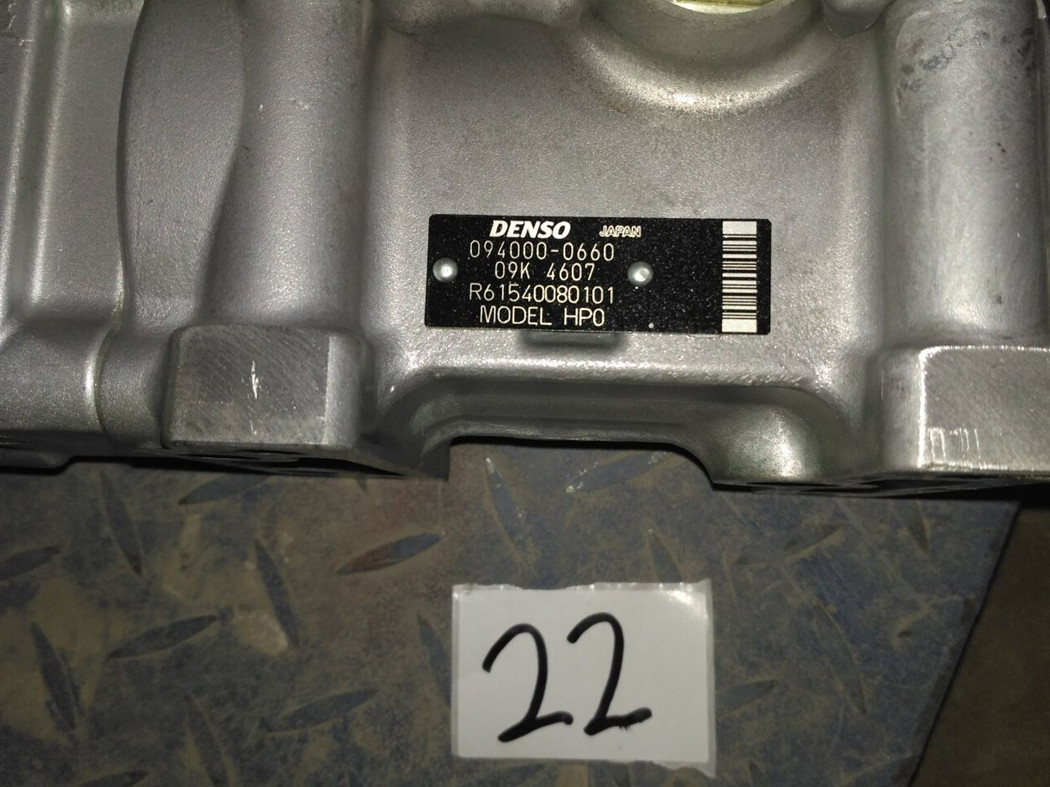 DENSO JAPAN
094000-0660
09K 4607
R61540080101
MODEL HP0
22